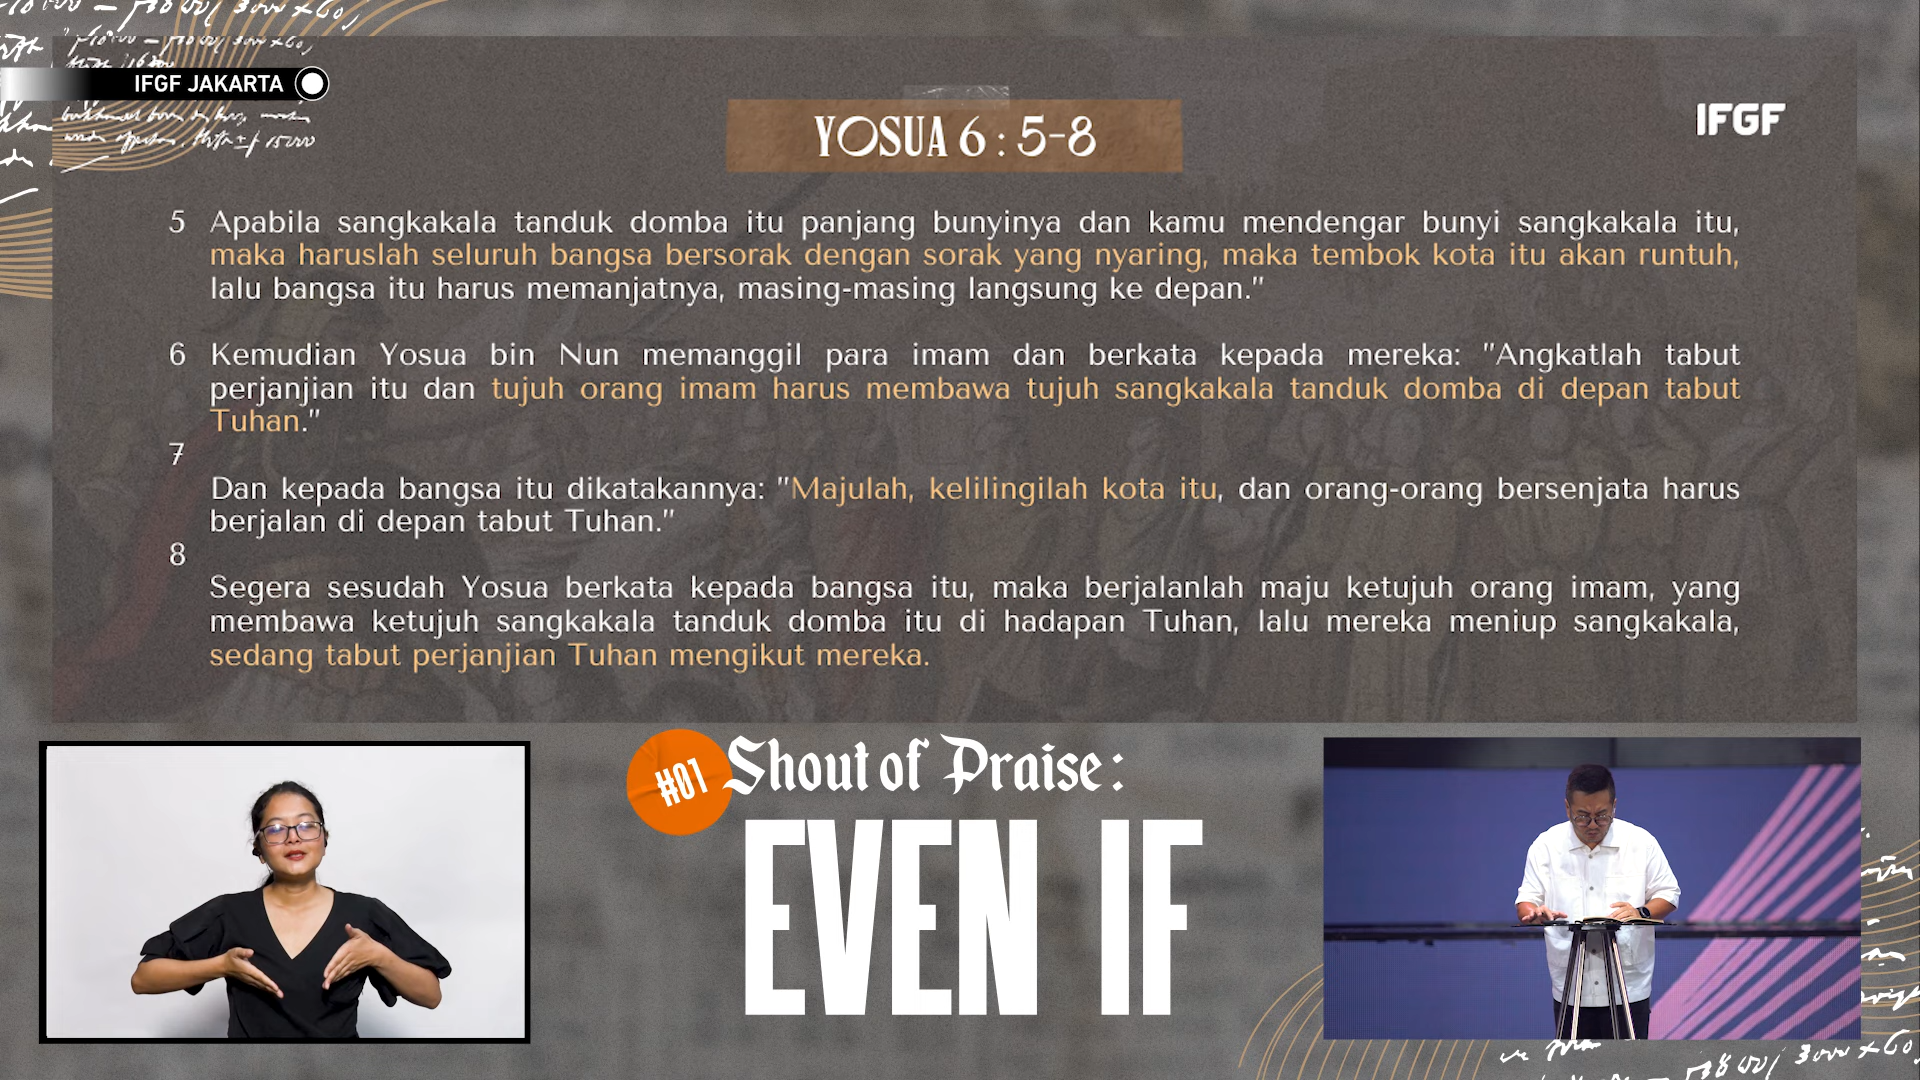 IFGF JAKARTA
YOSUA 6 : 5-8
IFGF
5 Apabila sangkakala tanduk domba itu panjang bunyinya dan kamu mendengar bunyi sangkakala itu,
maka haruslah seluruh bangsa bersorak dengan sorak yang nyaring, maka tembok kota itu akan runtuh,
lalu bangsa itu harus memanjatnya, masing-masing langsung ke depan."
6 Kemudian Yosua bin Nun memanggil para imam dan berkata kepada mereka: "Angkatlah tabut
perjanjian itu dan tujuh orang imam harus membawa tujuh sangkakala tanduk domba di depan tabut
Tuhan."
7
Dan kepada bangsa itu dikatakannya: "Majulah, kelilingilah kota itu, dan orang-orang bersenjata harus
berjalan di depan tabut Tuhan."
8
Segera sesudah Yosua berkata kepada bangsa itu, maka berjalanlah maju ketujuh orang imam, yang
membawa ketujuh sangkakala tanduk domba itu di hadapan Tuhan, lalu mereka meniup sangkakala,
sedang tabut perjanjian Tuhan mengikut mereka.
#01
Shout of Praise:
EVEN IF